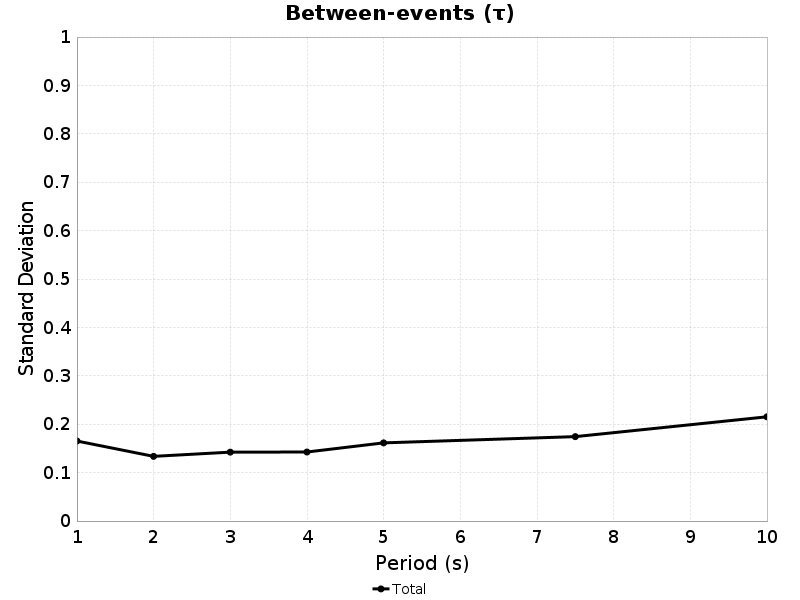 Between-events (τ)
1
0.9
0.8
0.7
0.6
0.5
0.4
0.3
0.2
0.1
0
Standard Deviation
1 2 3 4 5 6 7 8 9 10
Period (s)
Total